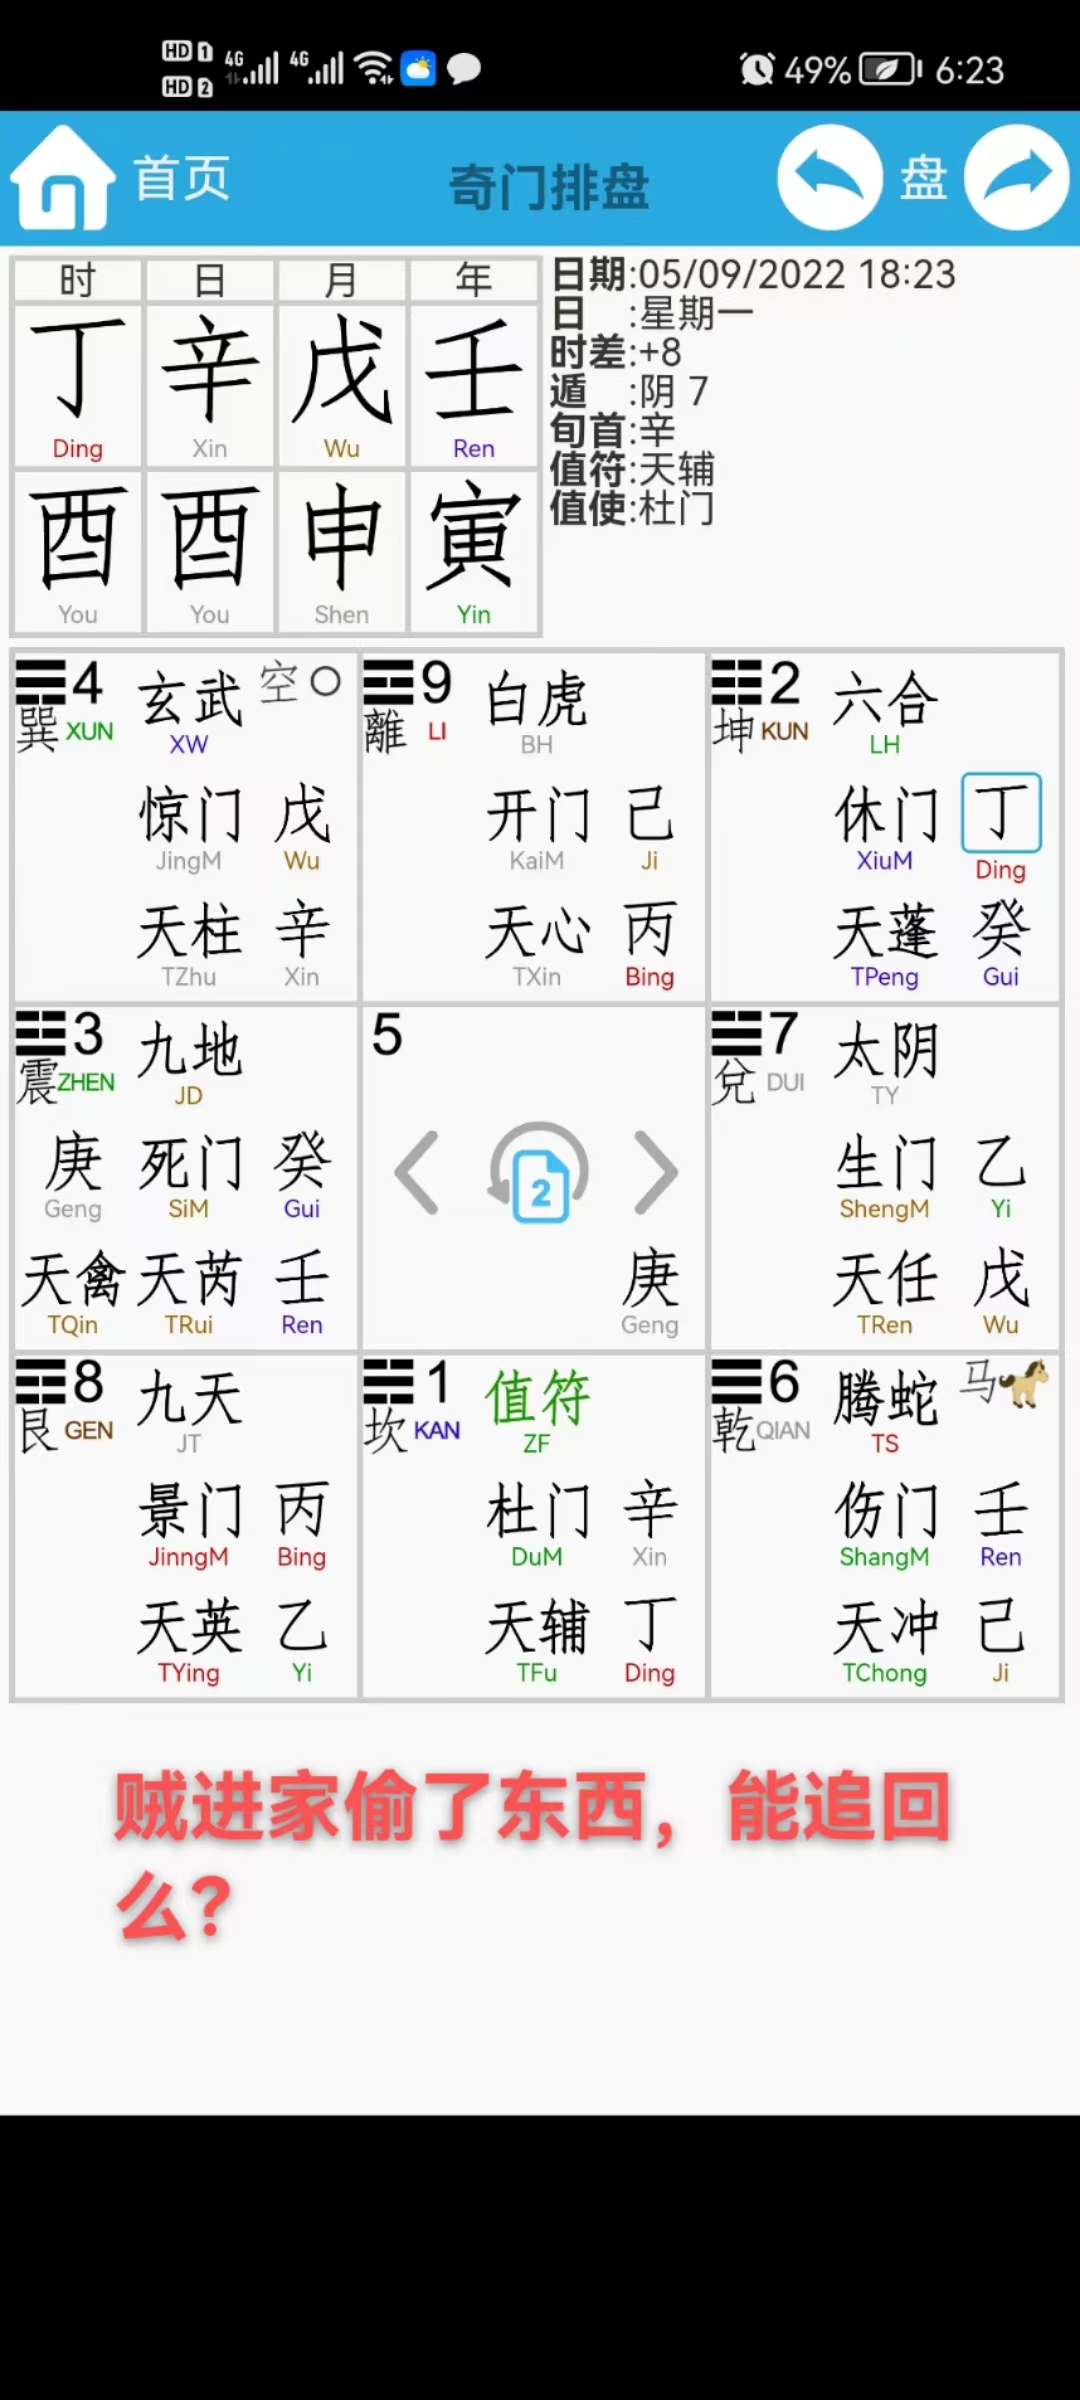 HD 1 4G 4G 49% 6:23
HD 2
首页 奇门排盘 盘
时 日 月 年
丁 辛 戊 壬
Ding Xin Wu Ren
酉 酉 申 寅
You You Shen Yin
日期:05/09/2022 18:23
日 :星期一
时差:+8
遁 :阴 7
旬首:辛
值符:天辅
值使:杜门
4 玄武 空
巽 XUN XW
惊门 戊
JingM Wu
天柱 辛
TZhu Xin
9 白虎
離 LI BH
开门 己
KaiM Ji
天心 丙
TXin Bing
2 六合
坤 KUN LH
休门 丁
XiuM Ding
天蓬 癸
TPeng Gui
3 九地
震 ZHEN JD
庚 死门 癸
Geng SiM Gui
天禽 天芮 壬
TQin TRui Ren
5
2
庚
Geng
7 太阴
兌 DUI TY
生门 乙
ShengM Yi
天任 戊
TRen Wu
8 九天
艮 GEN JT
景门 丙
JinngM Bing
天英 乙
TYing Yi
1 值符
坎 KAN ZF
杜门 辛
DuM Xin
天辅 丁
TFu Ding
6 腾蛇 马
乾 QIAN TS
伤门 壬
ShangM Ren
天冲 己
TChong Ji
贼进家偷了东西，能追回
么？